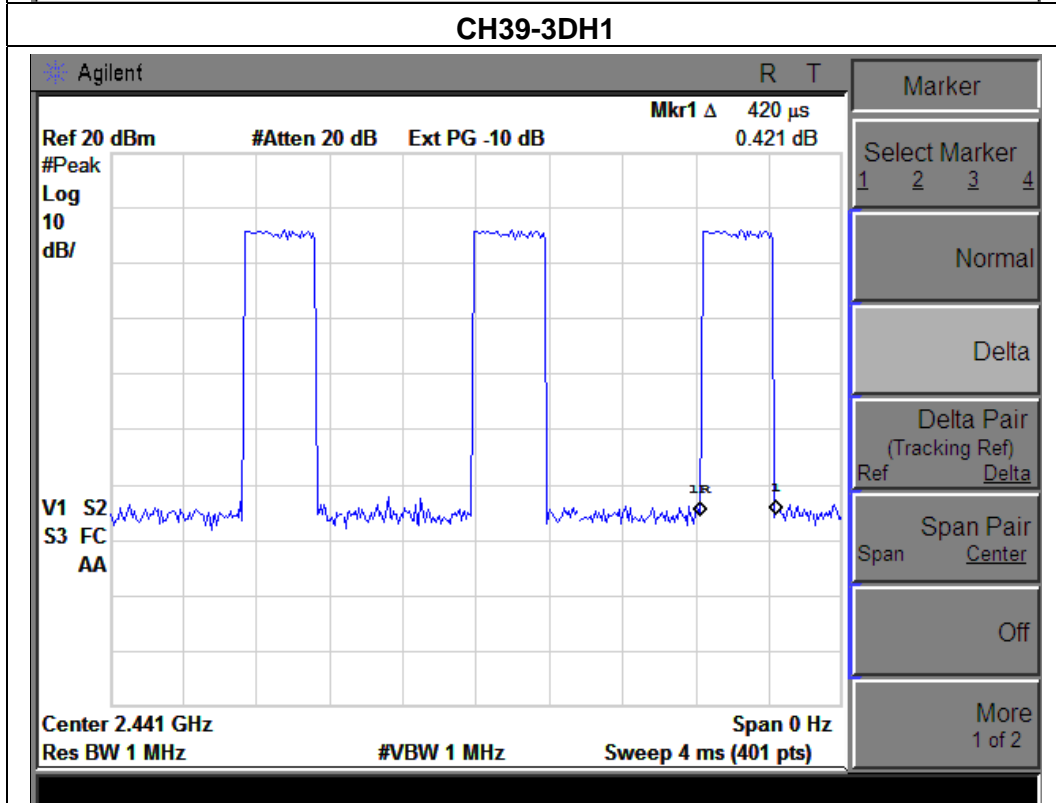 CH39-3DH1
Agilent R T
Mkr1 Δ 420 µs
Ref 20 dBm #Atten 20 dB Ext PG -10 dB 0.421 dB
#Peak
Log
10
dB/
1R 1
V1 S2
S3 FC
AA
Center 2.441 GHz Span 0 Hz
Res BW 1 MHz #VBW 1 MHz Sweep 4 ms (401 pts)
Marker
Select Marker
1 2 3 4
Normal
Delta
Delta Pair
(Tracking Ref)
Ref Delta
Span Pair
Span Center
Off
More
1 of 2